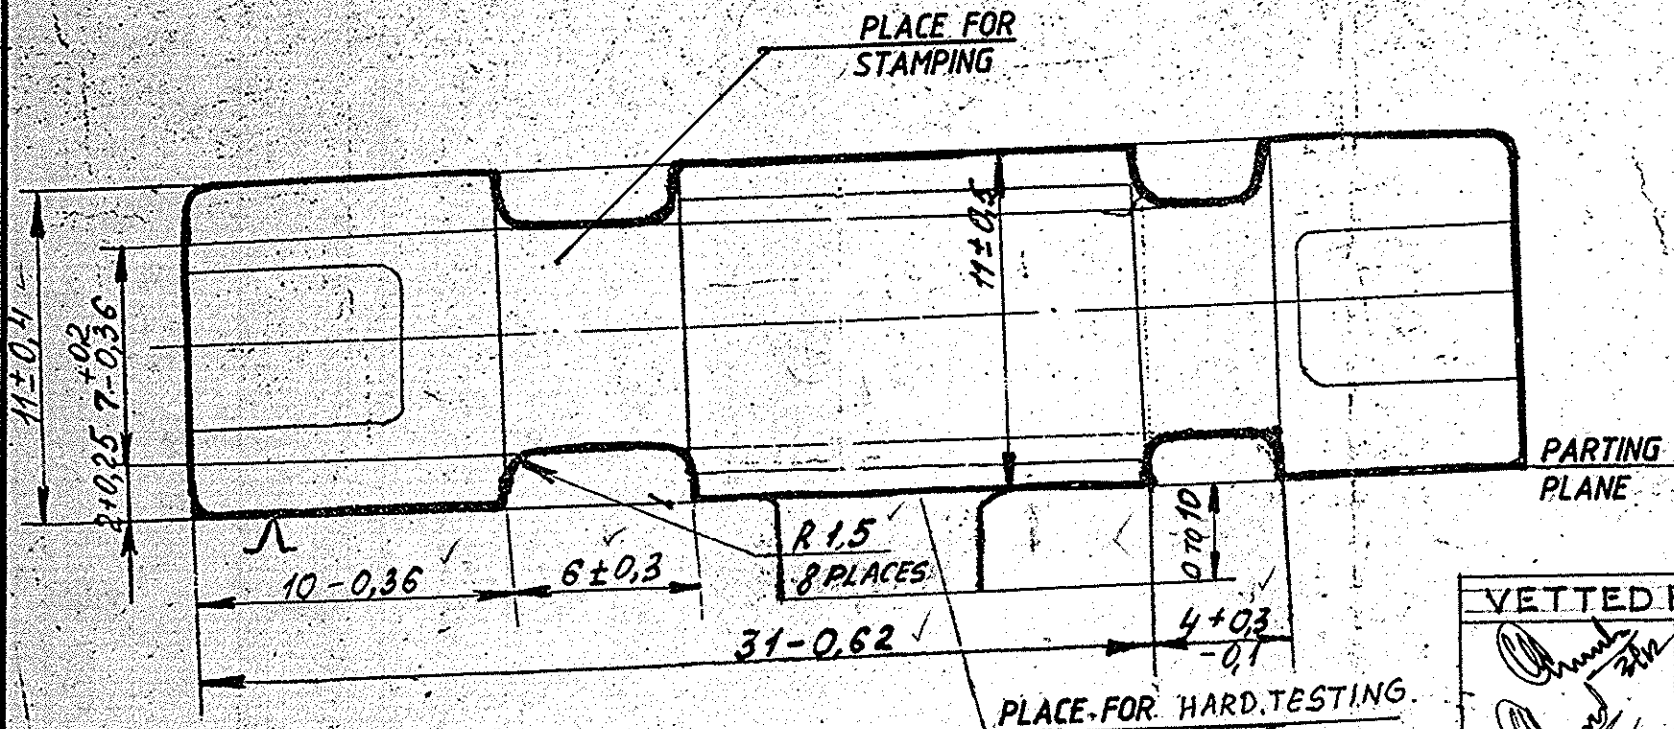 PLACE FOR
STAMPING
11±0,4
2+0,25 7+0,2-0,36
11±0,5
PARTING
PLANE
R 1,5
8 PLACES
0 TO 10
10-0,36
6±0,3
31-0,62
4+0,3
-0,1
PLACE FOR HARD.TESTING.
VETTED